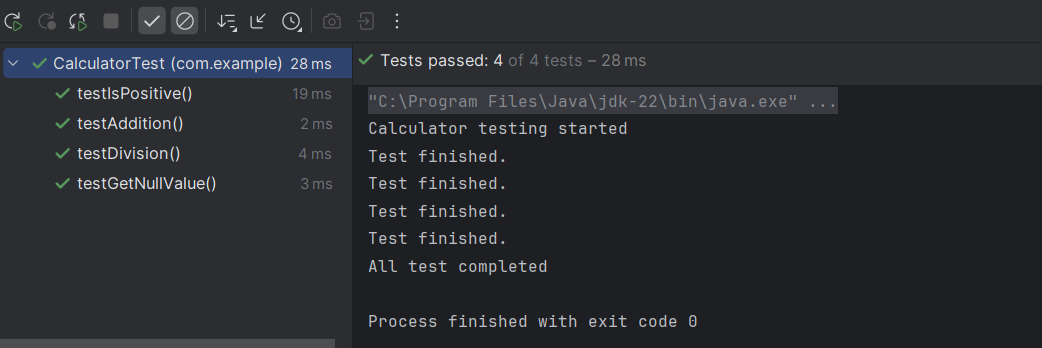 CalculatorTest (com.example) 28 ms
testIsPositive() 19 ms
testAddition() 2 ms
testDivision() 4 ms
testGetNullValue() 3 ms
Tests passed: 4 of 4 tests – 28 ms
"C:\Program Files\Java\jdk-22\bin\java.exe" ...
Calculator testing started
Test finished.
Test finished.
Test finished.
Test finished.
All test completed
Process finished with exit code 0